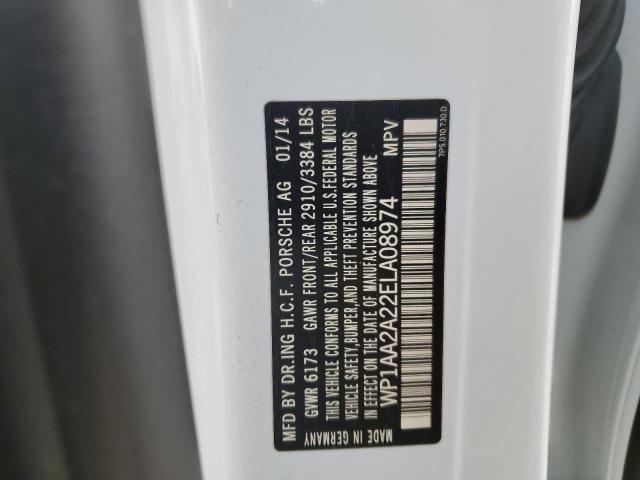 MFD BY DR.ING H.C.F. PORSCHE AG 01/14
GVWR 6173 GAWR FRONT/REAR 2910/3384 LBS
THIS VEHICLE CONFORMS TO ALL APPLICABLE U.S.FEDERAL MOTOR
VEHICLE SAFETY,BUMPER,AND THEFT PREVENTION STANDARDS
IN EFFECT ON THE DATE OF MANUFACTURE SHOWN ABOVE
WP1AA2A22ELA08974 MPV
MADE IN GERMANY
7P5.010.730.D